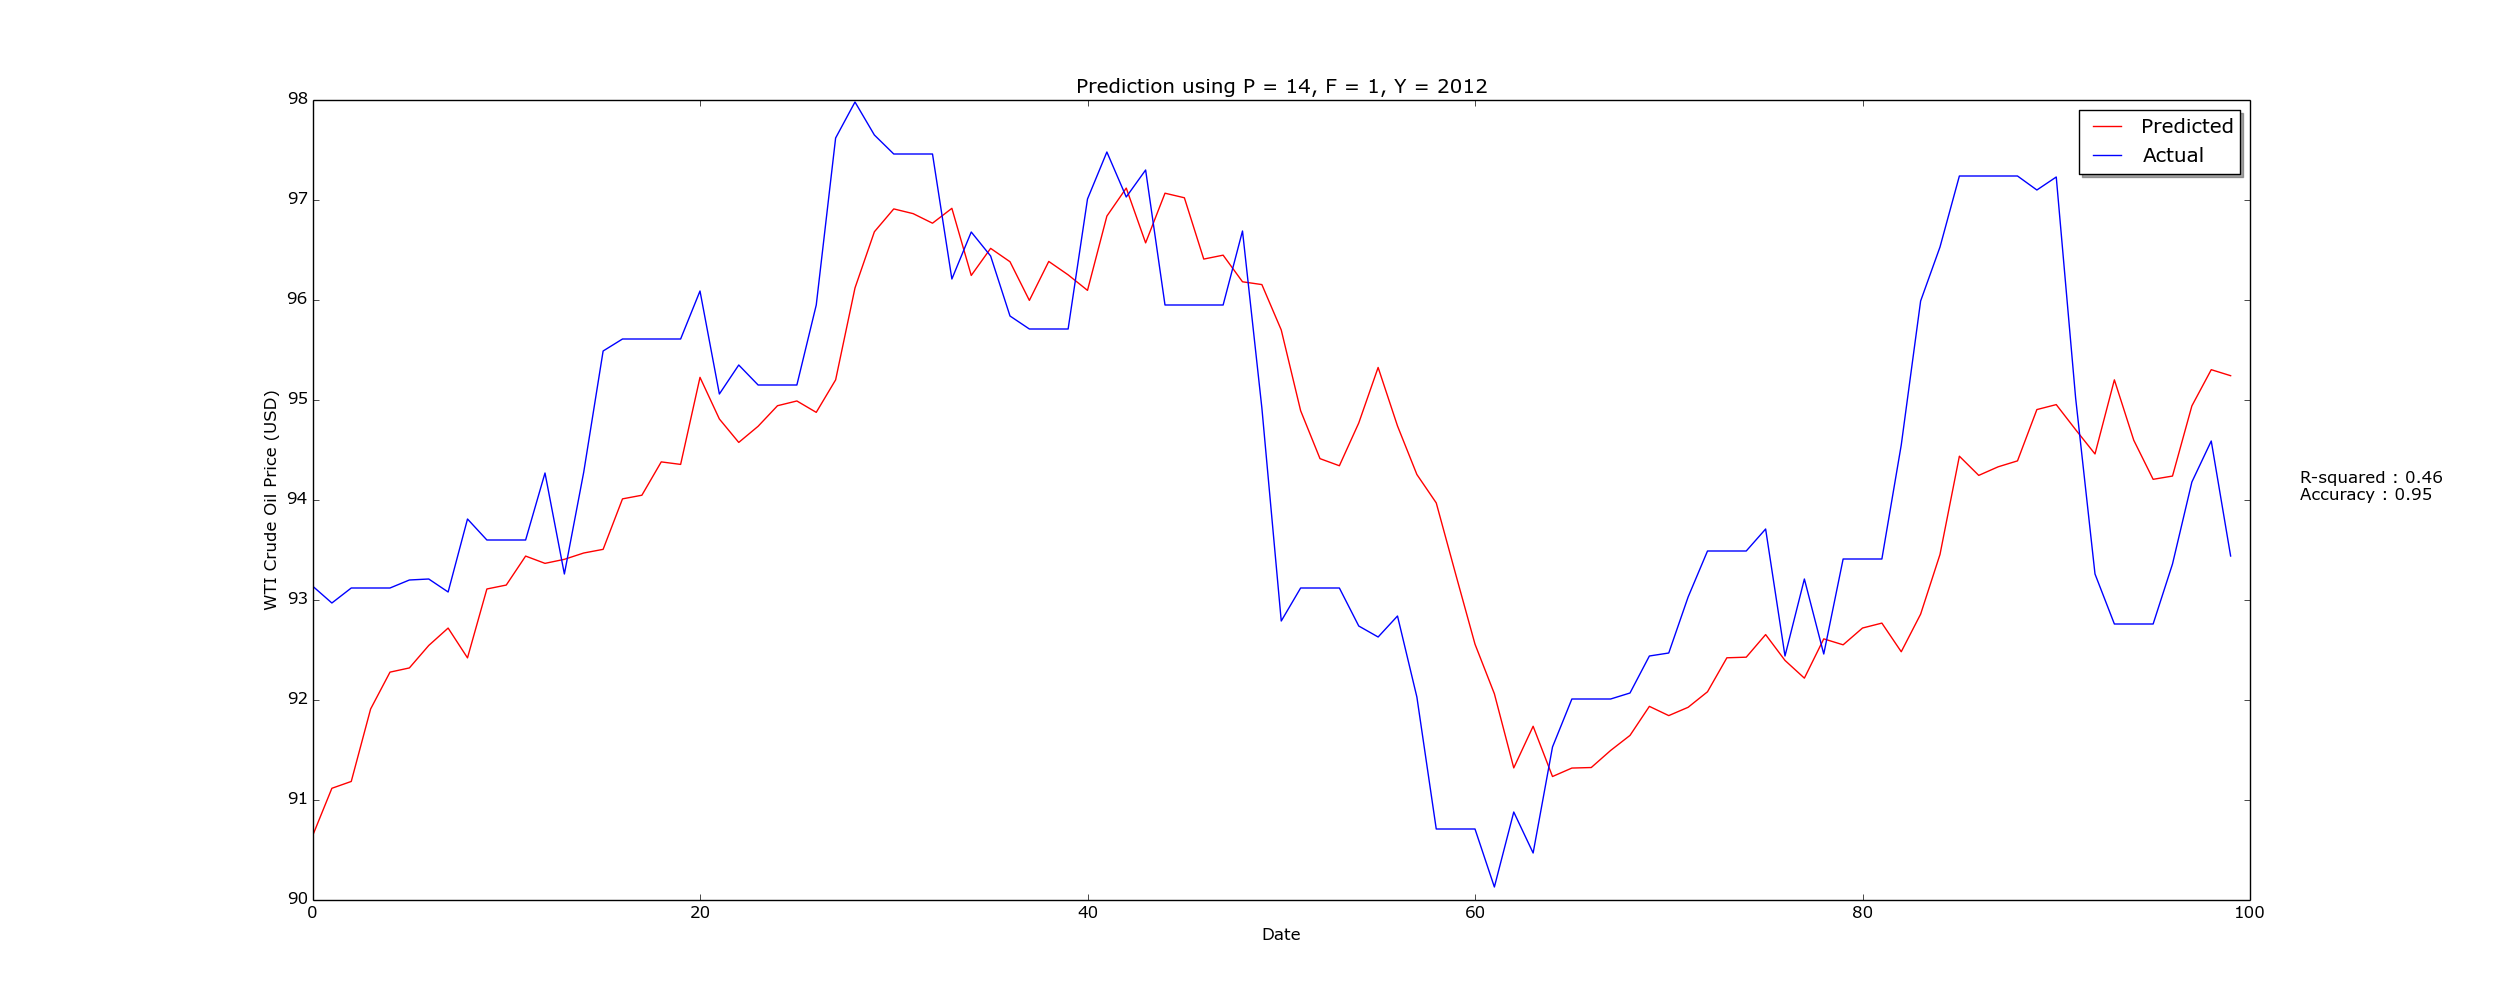 Prediction using P = 14, F = 1, Y = 2012
Predicted
Actual
WTI Crude Oil Price (USD)
98
97
96
95
94
93
92
91
90
0 20 40 60 80 100
Date
R-squared : 0.46
Accuracy : 0.95